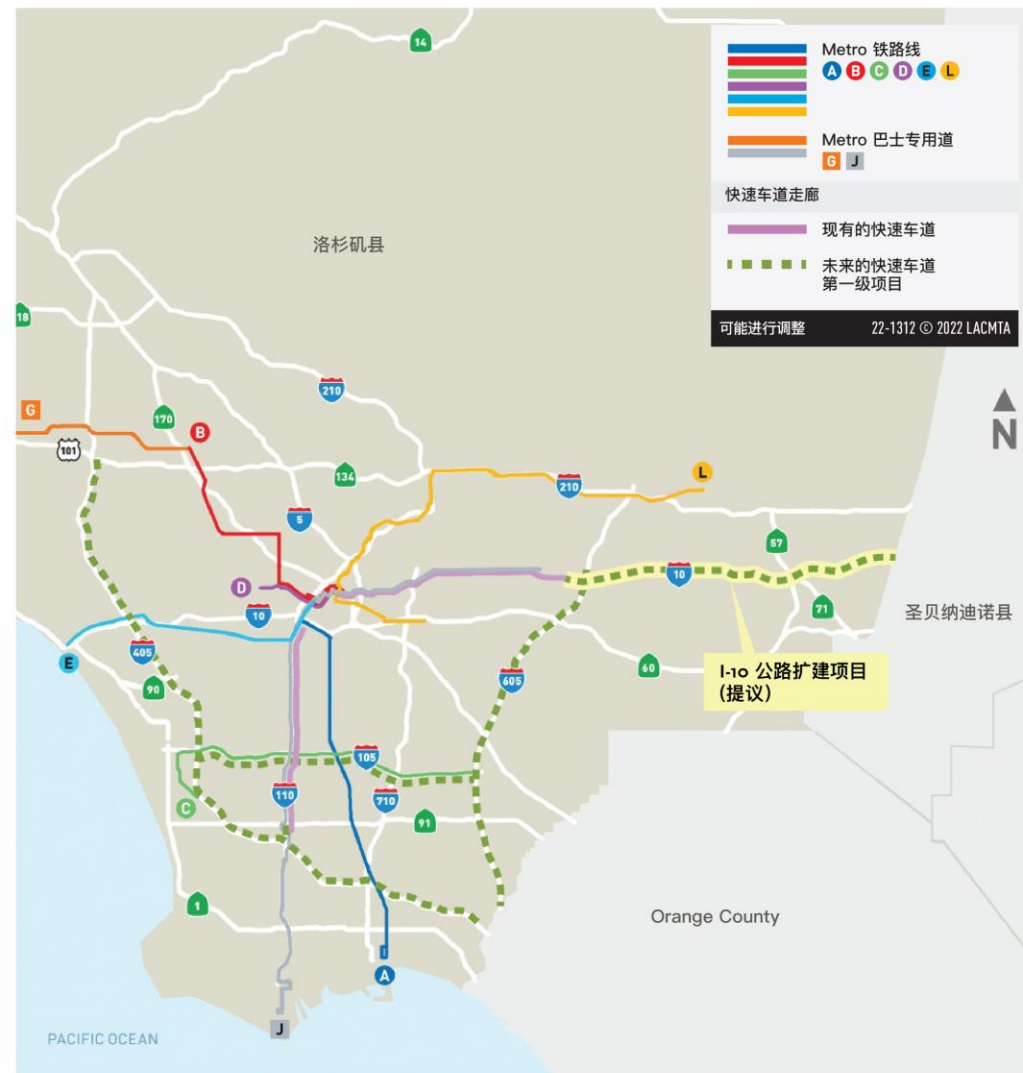 14
Metro 铁路线
A B C D E L
Metro 巴士专用道
G J
快速车道走廊
现有的快速车道
未来的快速车道
第一级项目
可能进行调整 22-1312 © 2022 LACMTA
洛杉矶县
18
210
N
G
170
B
101
134
210
L
5
57
D
10
10
71
圣贝纳迪诺县
E
405
90
605
60
I-10 公路扩建项目
(提议)
105
C
110
710
91
1
Orange County
A
J
PACIFIC OCEAN